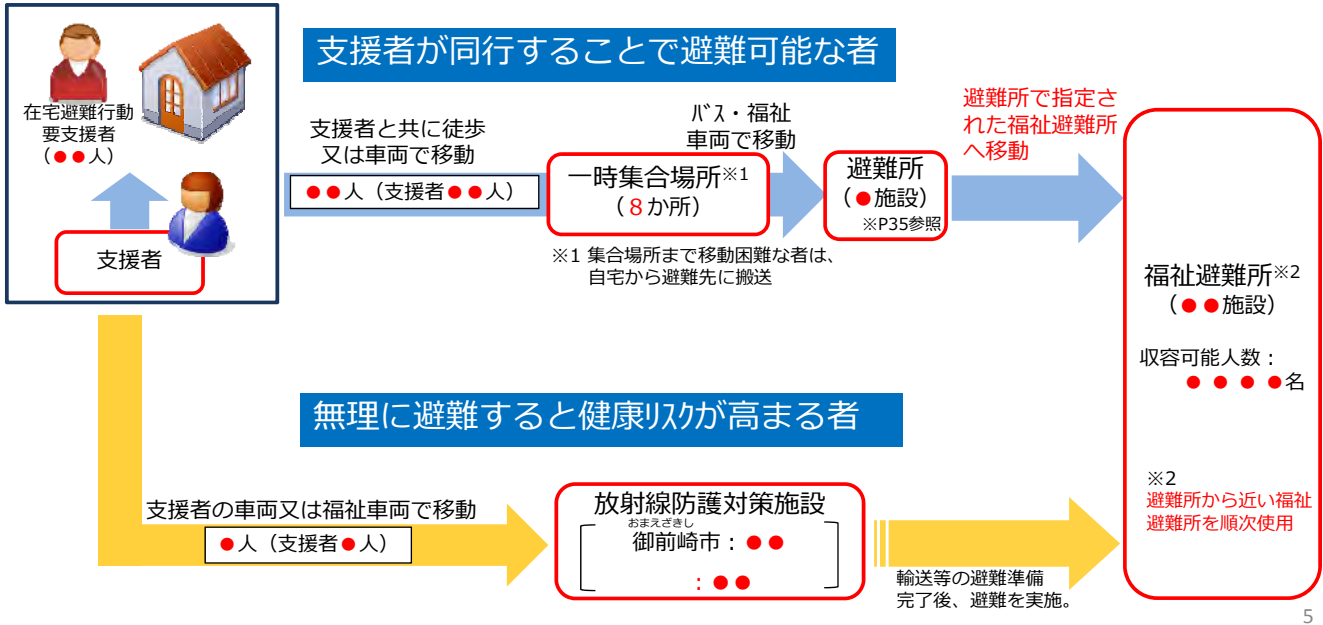 支援者が同行することで避難可能な者
在宅避難行動
要支援者
（●●人）
支援者
支援者と共に徒歩
又は車両で移動
●●人（支援者●●人）
一時集合場所※1
（８か所）
※1 集合場所まで移動困難な者は、
自宅から避難先に搬送
ﾊﾞｽ・福祉
車両で移動
避難所
（●施設）
※P35参照
避難所で指定さ
れた福祉避難所
へ移動
福祉避難所※2
（●●施設）
収容可能人数：
●●●●名
※2
避難所から近い福祉
避難所を順次使用
無理に避難すると健康ﾘｽｸが高まる者
支援者の車両又は福祉車両で移動
●人（支援者●人）
放射線防護対策施設
おまえざきし
御前崎市：●●
：●●
輸送等の避難準備
完了後、避難を実施。
5